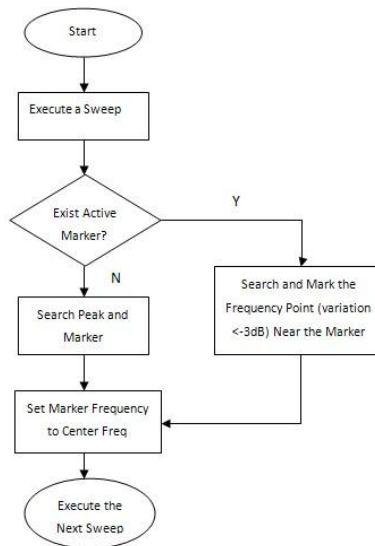 Start
Execute a Sweep
Exist Active
Marker?
Y
N
Search Peak and
Marker
Search and Mark the
Frequency Point (variation
<-3dB) Near the Marker
Set Marker Frequency
to Center Freq
Execute the
Next Sweep